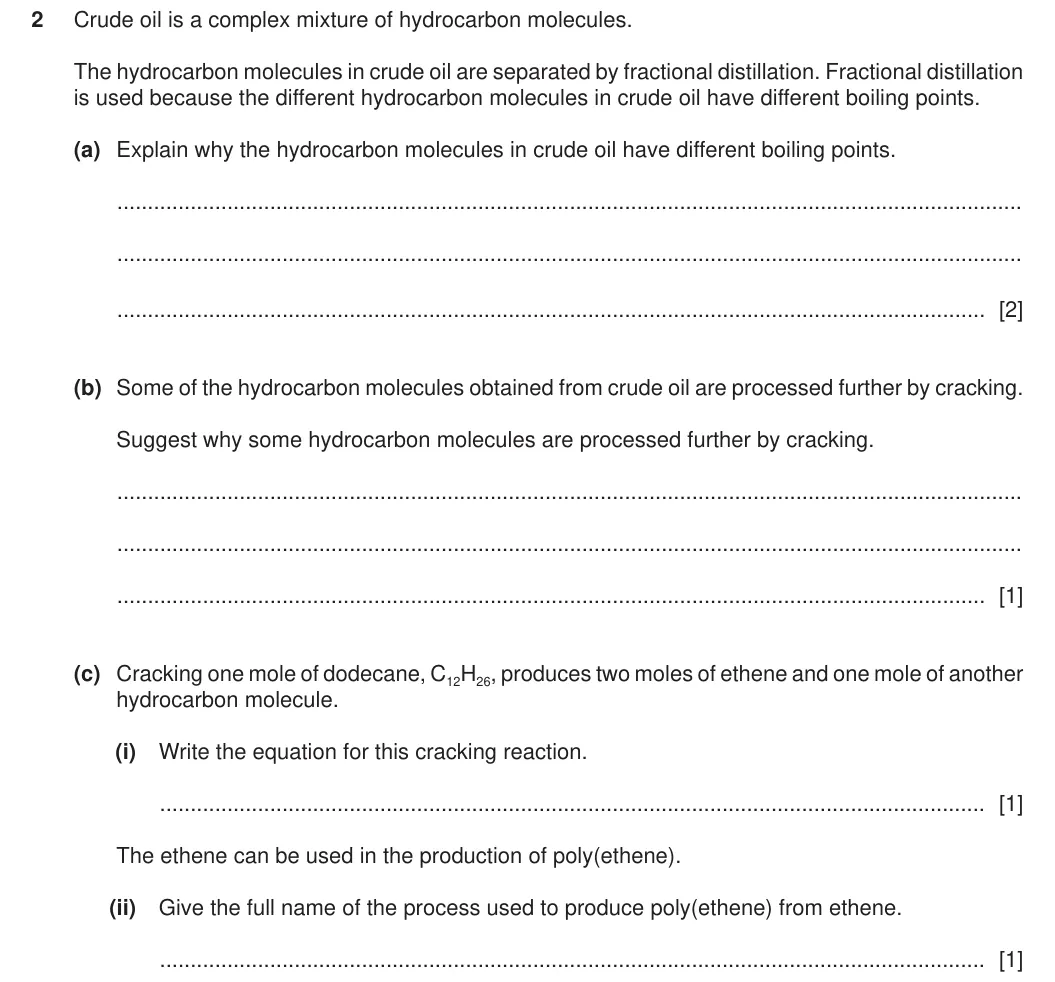 2 Crude oil is a complex mixture of hydrocarbon molecules.
The hydrocarbon molecules in crude oil are separated by fractional distillation. Fractional distillation
is used because the different hydrocarbon molecules in crude oil have different boiling points.
(a) Explain why the hydrocarbon molecules in crude oil have different boiling points.
..........................................................................................................................................
..........................................................................................................................................
.................................................................................................................................... [2]
(b) Some of the hydrocarbon molecules obtained from crude oil are processed further by cracking.
Suggest why some hydrocarbon molecules are processed further by cracking.
..........................................................................................................................................
..........................................................................................................................................
.................................................................................................................................... [1]
(c) Cracking one mole of dodecane, C₁₂H₂₆, produces two moles of ethene and one mole of another
hydrocarbon molecule.
(i) Write the equation for this cracking reaction.
............................................................................................................................. [1]
The ethene can be used in the production of poly(ethene).
(ii) Give the full name of the process used to produce poly(ethene) from ethene.
............................................................................................................................. [1]